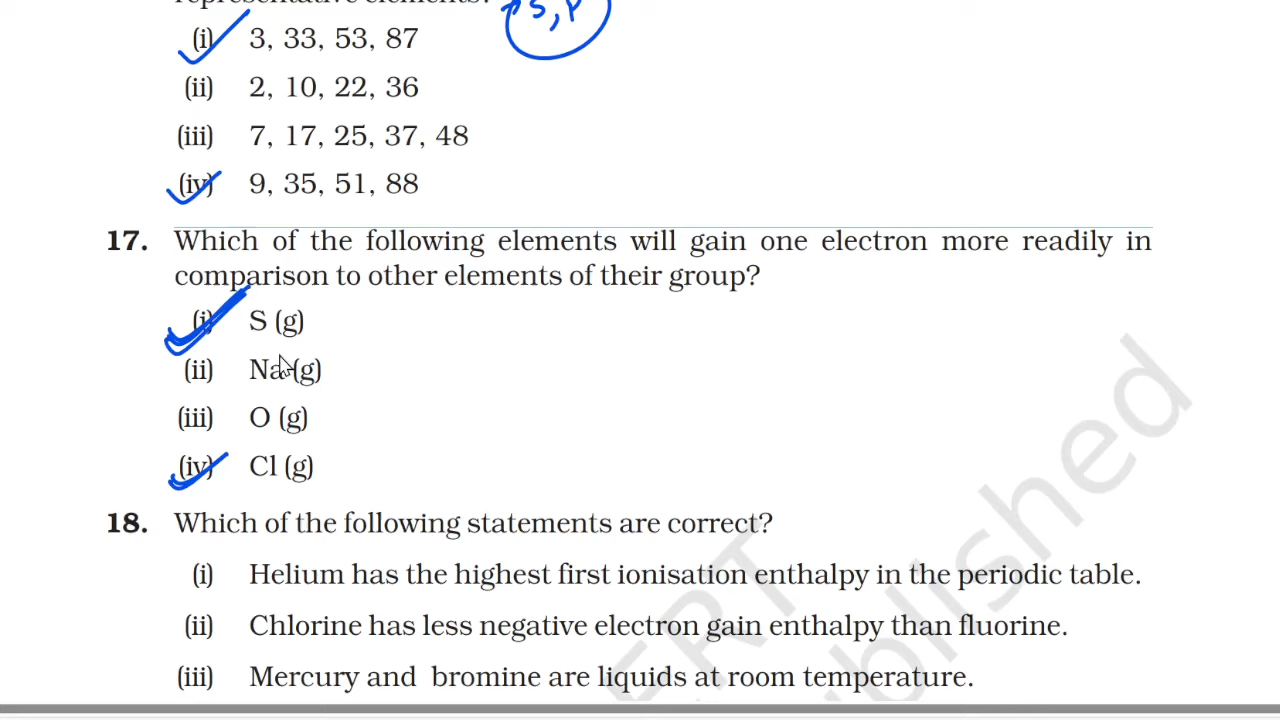 representative elements?
s, p
(i) 3, 33, 53, 87
(ii) 2, 10, 22, 36
(iii) 7, 17, 25, 37, 48
(iv) 9, 35, 51, 88
17. Which of the following elements will gain one electron more readily in
comparison to other elements of their group?
(i) S (g)
(ii) Na (g)
(iii) O (g)
(iv) Cl (g)
18. Which of the following statements are correct?
(i) Helium has the highest first ionisation enthalpy in the periodic table.
(ii) Chlorine has less negative electron gain enthalpy than fluorine.
(iii) Mercury and bromine are liquids at room temperature.